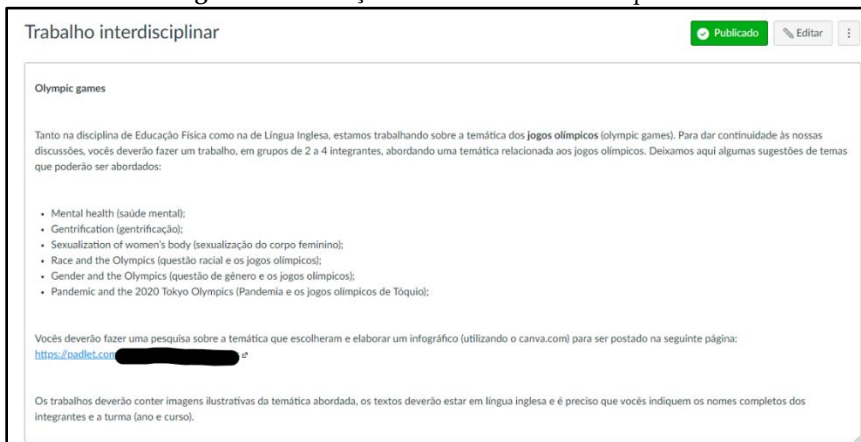 Trabalho interdisciplinar
Publicado
Editar
Olympic games
Tanto na disciplina de Educação Física como na de Língua Inglesa, estamos trabalhando sobre a temática dos jogos olímpicos (olympic games). Para dar continuidade às nossas
discussões, vocês deverão fazer um trabalho, em grupos de 2 a 4 integrantes, abordando uma temática relacionada aos jogos olímpicos. Deixamos aqui algumas sugestões de temas
que poderão ser abordados:
• Mental health (saúde mental);
• Gentrification (gentrificação);
• Sexualization of women's body (sexualização do corpo feminino);
• Race and the Olympics (questão racial e os jogos olímpicos);
• Gender and the Olympics (questão de gênero e os jogos olímpicos);
• Pandemic and the 2020 Tokyo Olympics (Pandemia e os jogos olímpicos de Tóquio);
Vocês deverão fazer uma pesquisa sobre a temática que escolheram e elaborar um infográfico (utilizando o canva.com) para ser postado na seguinte página:
https://padlet.com
Os trabalhos deverão conter imagens ilustrativas da temática abordada, os textos deverão estar em língua inglesa e é preciso que vocês indiquem os nomes completos dos
integrantes e a turma (ano e curso).